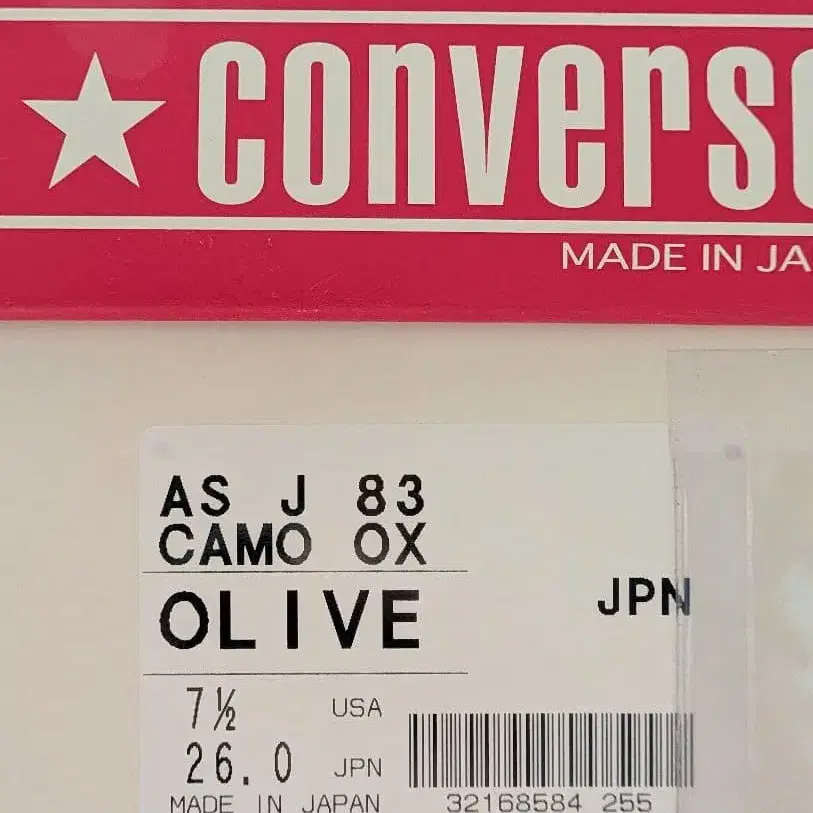 ★converse
MADE IN JA
AS J 83
CAMO OX
OLIVE
JPN
7½ USA
26.0 JPN
MADE IN JAPAN
32168584 255